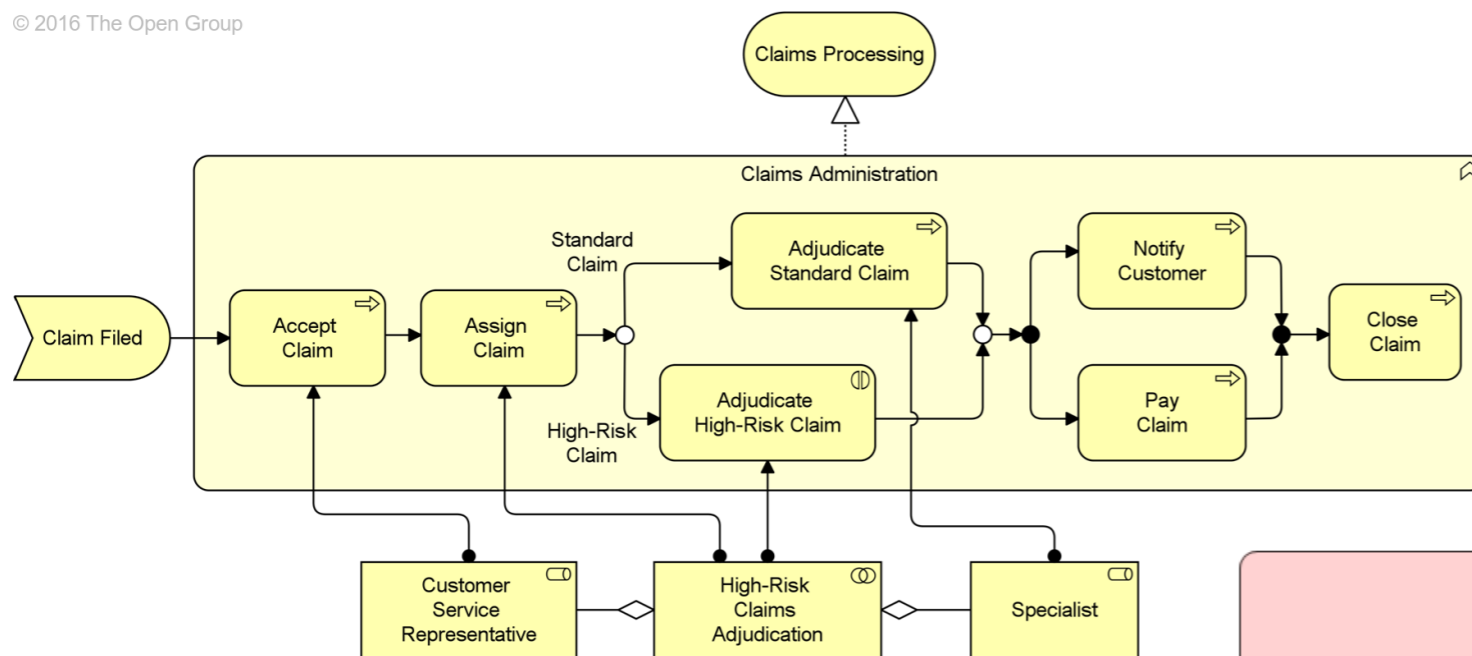 © 2016 The Open Group
Claims Processing
Claims Administration
Standard
Claim
Adjudicate
Standard Claim
Notify
Customer
Claim Filed
Accept
Claim
Assign
Claim
Close
Claim
High-Risk
Claim
Adjudicate
High-Risk Claim
Pay
Claim
Customer
Service
Representative
High-Risk
Claims
Adjudication
Specialist